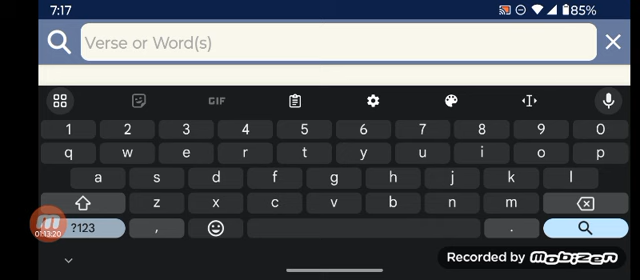 7:17 85%
Verse or Word(s)
GIF
1 2 3 4 5 6 7 8 9 0
q w e r t y u i o p
a s d f g h j k l
z x c v b n m
?123 , .
01:13:20
Recorded by MOBIZEN